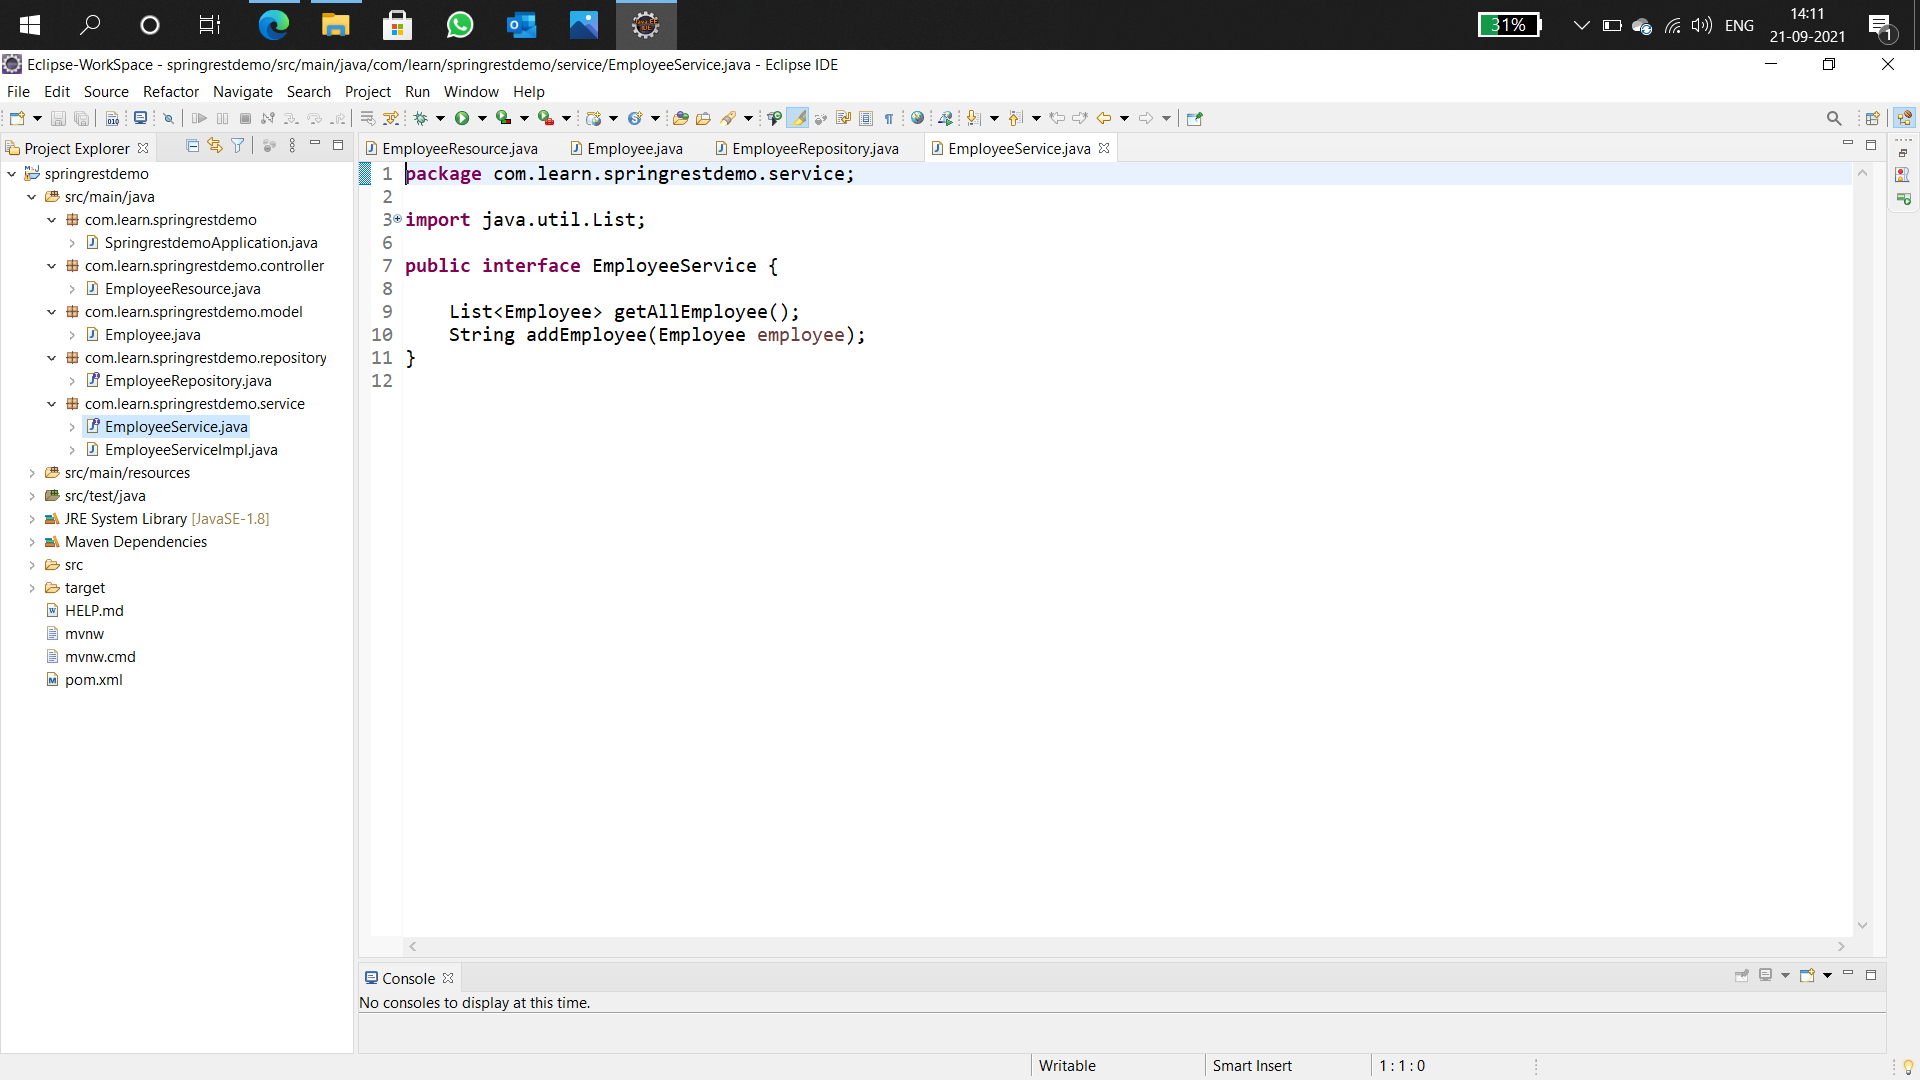 31%
ENG
14:11
21-09-2021
1
Eclipse-WorkSpace - springrestdemo/src/main/java/com/learn/springrestdemo/service/EmployeeService.java - Eclipse IDE
File Edit Source Refactor Navigate Search Project Run Window Help
Project Explorer
springrestdemo
src/main/java
com.learn.springrestdemo
SpringrestdemoApplication.java
com.learn.springrestdemo.controller
EmployeeResource.java
com.learn.springrestdemo.model
Employee.java
com.learn.springrestdemo.repository
EmployeeRepository.java
com.learn.springrestdemo.service
EmployeeService.java
EmployeeServiceImpl.java
src/main/resources
src/test/java
JRE System Library [JavaSE-1.8]
Maven Dependencies
src
target
HELP.md
mvnw
mvnw.cmd
pom.xml
EmployeeResource.java Employee.java EmployeeRepository.java EmployeeService.java
1 package com.learn.springrestdemo.service;
2
3 import java.util.List;
6
7 public interface EmployeeService {
8
9 List<Employee> getAllEmployee();
10 String addEmployee(Employee employee);
11 }
12
Console
No consoles to display at this time.
Writable Smart Insert 1 : 1 : 0